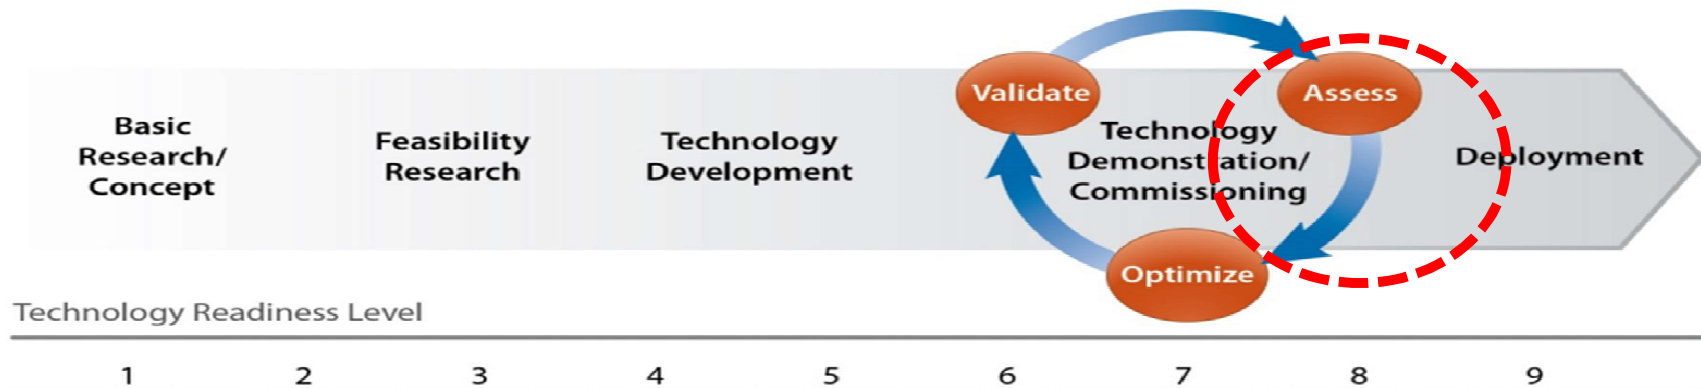 Basic
Research/
Concept
Feasibility
Research
Technology
Development
Validate
Assess
Technology
Demonstration/
Commissioning
Optimize
Deployment
Technology Readiness Level
1 2 3 4 5 6 7 8 9